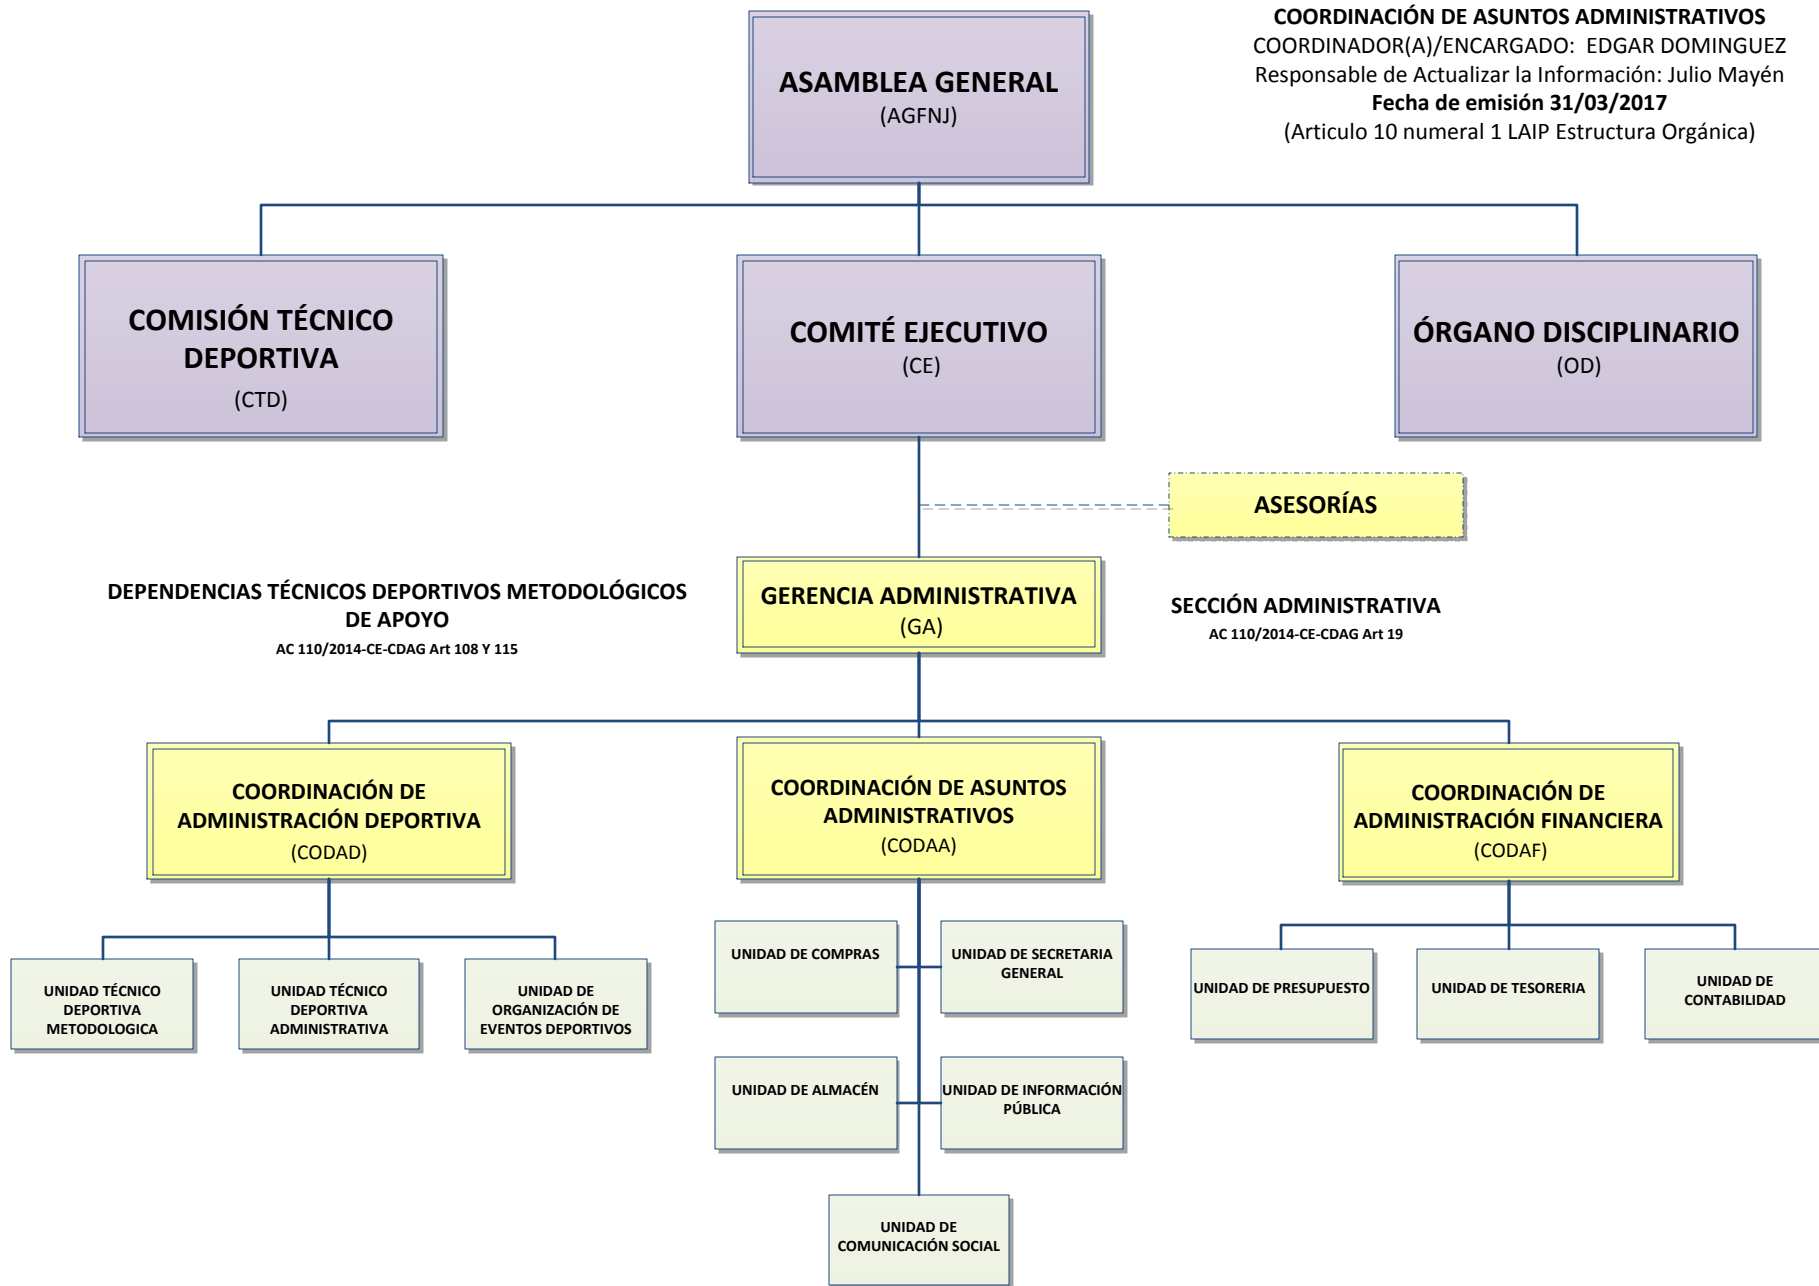 COORDINACIÓN DE ASUNTOS ADMINISTRATIVOS
COORDINADOR(A)/ENCARGADO: EDGAR DOMINGUEZ
Responsable de Actualizar la Información: Julio Mayén
Fecha de emisión 31/03/2017
(Articulo 10 numeral 1 LAIP Estructura Orgánica)
ASAMBLEA GENERAL
(AGFNJ)
COMISIÓN TÉCNICO
DEPORTIVA
(CTD)
COMITÉ EJECUTIVO
(CE)
ÓRGANO DISCIPLINARIO
(OD)
ASESORÍAS
DEPENDENCIAS TÉCNICOS DEPORTIVOS METODOLÓGICOS
DE APOYO
AC 110/2014-CE-CDAG Art 108 Y 115
GERENCIA ADMINISTRATIVA
(GA)
SECCIÓN ADMINISTRATIVA
AC 110/2014-CE-CDAG Art 19
COORDINACIÓN DE
ADMINISTRACIÓN DEPORTIVA
(CODAD)
COORDINACIÓN DE ASUNTOS
ADMINISTRATIVOS
(CODAA)
COORDINACIÓN DE
ADMINISTRACIÓN FINANCIERA
(CODAF)
UNIDAD TÉCNICO
DEPORTIVA
METODOLOGICA
UNIDAD TÉCNICO
DEPORTIVA
ADMINISTRATIVA
UNIDAD DE
ORGANIZACIÓN DE
EVENTOS DEPORTIVOS
UNIDAD DE COMPRAS
UNIDAD DE SECRETARIA
GENERAL
UNIDAD DE ALMACÉN
UNIDAD DE INFORMACIÓN
PÚBLICA
UNIDAD DE
COMUNICACIÓN SOCIAL
UNIDAD DE PRESUPUESTO
UNIDAD DE TESORERIA
UNIDAD DE
CONTABILIDAD